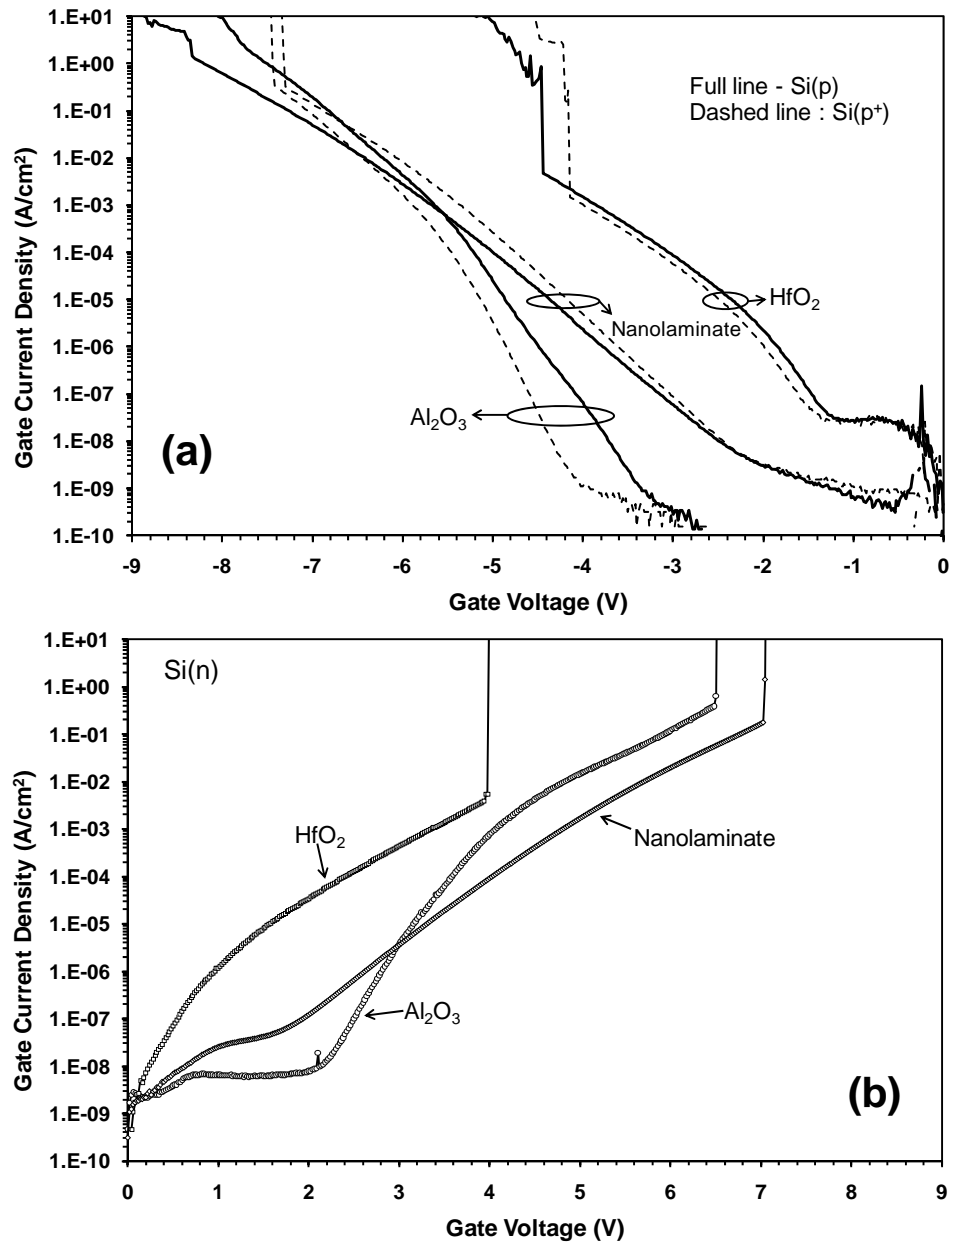 1.E+01
1.E+00
1.E-01
1.E-02
1.E-03
1.E-04
1.E-05
1.E-06
1.E-07
1.E-08
1.E-09
1.E-10
Gate Current Density (A/cm²)
Full line - Si(p)
Dashed line : Si(p⁺)
HfO₂
Nanolaminate
Al₂O₃
(a)
-9 -8 -7 -6 -5 -4 -3 -2 -1 0
Gate Voltage (V)
1.E+01
1.E+00
1.E-01
1.E-02
1.E-03
1.E-04
1.E-05
1.E-06
1.E-07
1.E-08
1.E-09
1.E-10
Gate Current Density (A/cm²)
Si(n)
HfO₂
Nanolaminate
Al₂O₃
(b)
0 1 2 3 4 5 6 7 8 9
Gate Voltage (V)